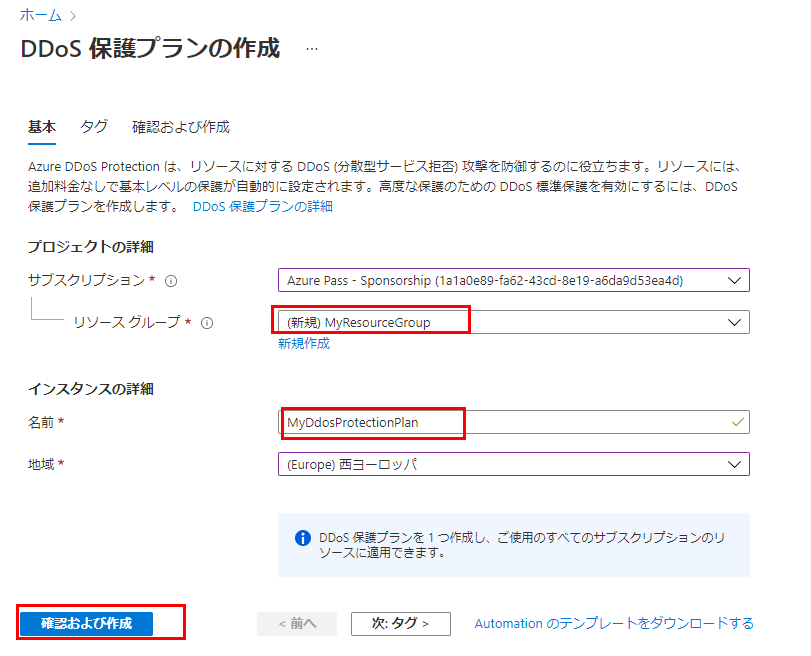 ホーム >
DDoS 保護プランの作成 …
基本 タグ 確認および作成
Azure DDoS Protection は、リソースに対する DDoS (分散型サービス拒否) 攻撃を防御するのに役立ちます。リソースには、
追加料金なしで基本レベルの保護が自動的に設定されます。高度な保護のための DDoS 標準保護を有効にするには、DDoS
保護プランを作成します。 DDoS 保護プランの詳細
プロジェクトの詳細
サブスクリプション * Azure Pass - Sponsorship (1a1a0e89-fa62-43cd-8e19-a6da9d53ea4d)
リソース グループ * (新規) MyResourceGroup
新規作成
インスタンスの詳細
名前 * MyDdosProtectionPlan
地域 * (Europe) 西ヨーロッパ
DDoS 保護プランを 1 つ作成し、ご使用のすべてのサブスクリプションのリ
ソースに適用できます。
確認および作成 < 前へ 次: タグ > Automation のテンプレートをダウンロードする